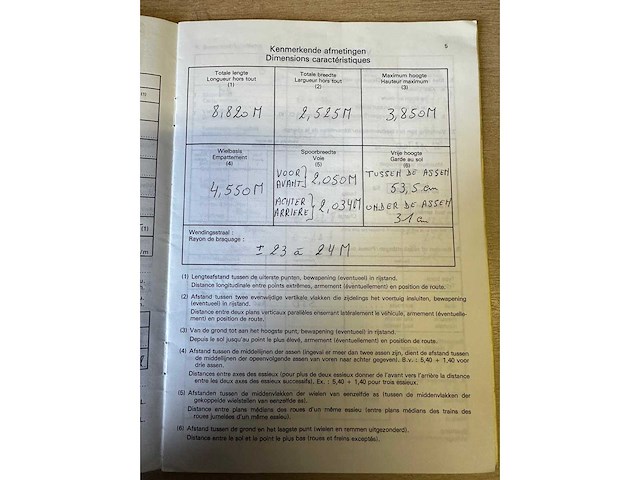 5
Kenmerkende afmetingen
Dimensions caractéristiques
Totale lengte
Longueur hors tout
(1)
8,820 M
Totale breedte
Largueur hors tout
(2)
2,525 M
Maximum hoogte
Hauteur maximum
(3)
3,850 M
Wielbasis
Empattement
(4)
4,550 M
Spoorbreedte
Voie
(5)
VOOR
AVANT } 2,050 M
ACHTER
ARRIERE } 2,034 M
Vrije hoogte
Garde au sol
(6)
TUSSEN DE ASSEN
53,5 cm
ONDER DE ASSEN
31 c
Wendingsstraal :
Rayon de braquage :
± 23 à 24 M
(1) Lengteafstand tussen de uiterste punten, bewapening (eventueel) in rijstand.
Distance longitudinale entre points extrêmes, armement (éventuellement) en position de route.
(2) Afstand tussen twee evenwijdige vertikale vlakken die zijdelings het voertuig insluiten, bewapening
(eventueel) in rijstand.
Distance entre deux plans verticaux parallèles enserrant latéralement le véhicule, armement (éventuelle-
ment) en position de route.
(3) Van de grond tot aan het hoogste punt, bewapening (eventueel) in rijstand.
Depuis le sol jusqu'au point le plus élevé, armement (éventuellement) en position de route.
(4) Afstand tussen de middellijnen der assen (ingeval er meer dan twee assen zijn, dient de afstand tussen
de middellijnen der opeenvolgende assen van voren naar achter gegeven). B.v. : 5,40 + 1,40 voor
drie assen.
Distances entre axes des essieux (pour plus de deux essieux donner de l'avant vers l'arrière la distance
entre les deux axes des essieux successifs). Ex. : 5,40 + 1,40 pour trois essieux.
(5) Afstanden tussen de middenvlakken der wielen van eenzelfde as (tussen de middenvlakken der
gekoppelde wielstellen van eenzelfde as).
Distance entre plans médians des roues d'un même essieu (entre plans médians des trains des
roues jumelées d'un même essieu).
(6) Afstand tussen de grond en het laagste punt (wielen en remmen uitgezonderd).
Distance entre le sol et le point le plus bas (roues et freins exceptés).